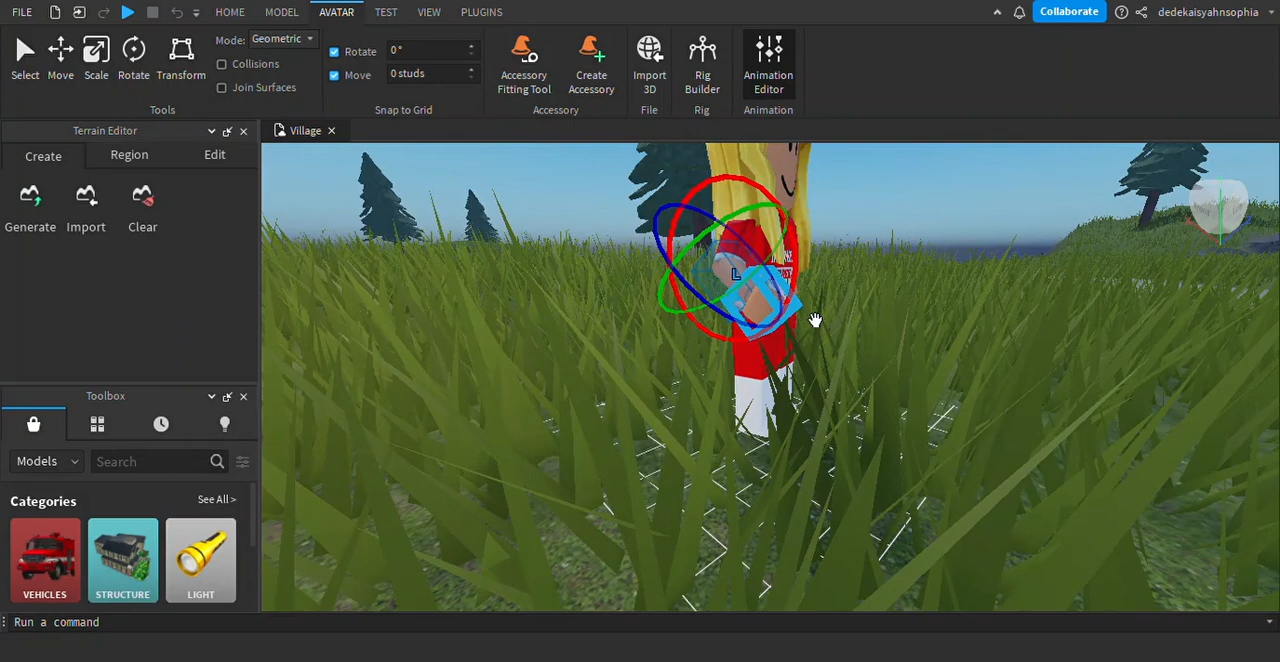 FILE HOME MODEL AVATAR TEST VIEW PLUGINS Collaborate dedekaisyahnsophia
Select Move Scale Rotate Transform
Mode: Geometric
Collisions
Join Surfaces
Tools
Rotate 0°
Move 0 studs
Snap to Grid
Accessory Fitting Tool
Create Accessory
Accessory
Import 3D
File
Rig Builder
Rig
Animation Editor
Animation
Terrain Editor
Create Region Edit
Generate Import Clear
Village
L
Toolbox
Models Search
Categories See All >
VEHICLES STRUCTURE LIGHT
Run a command